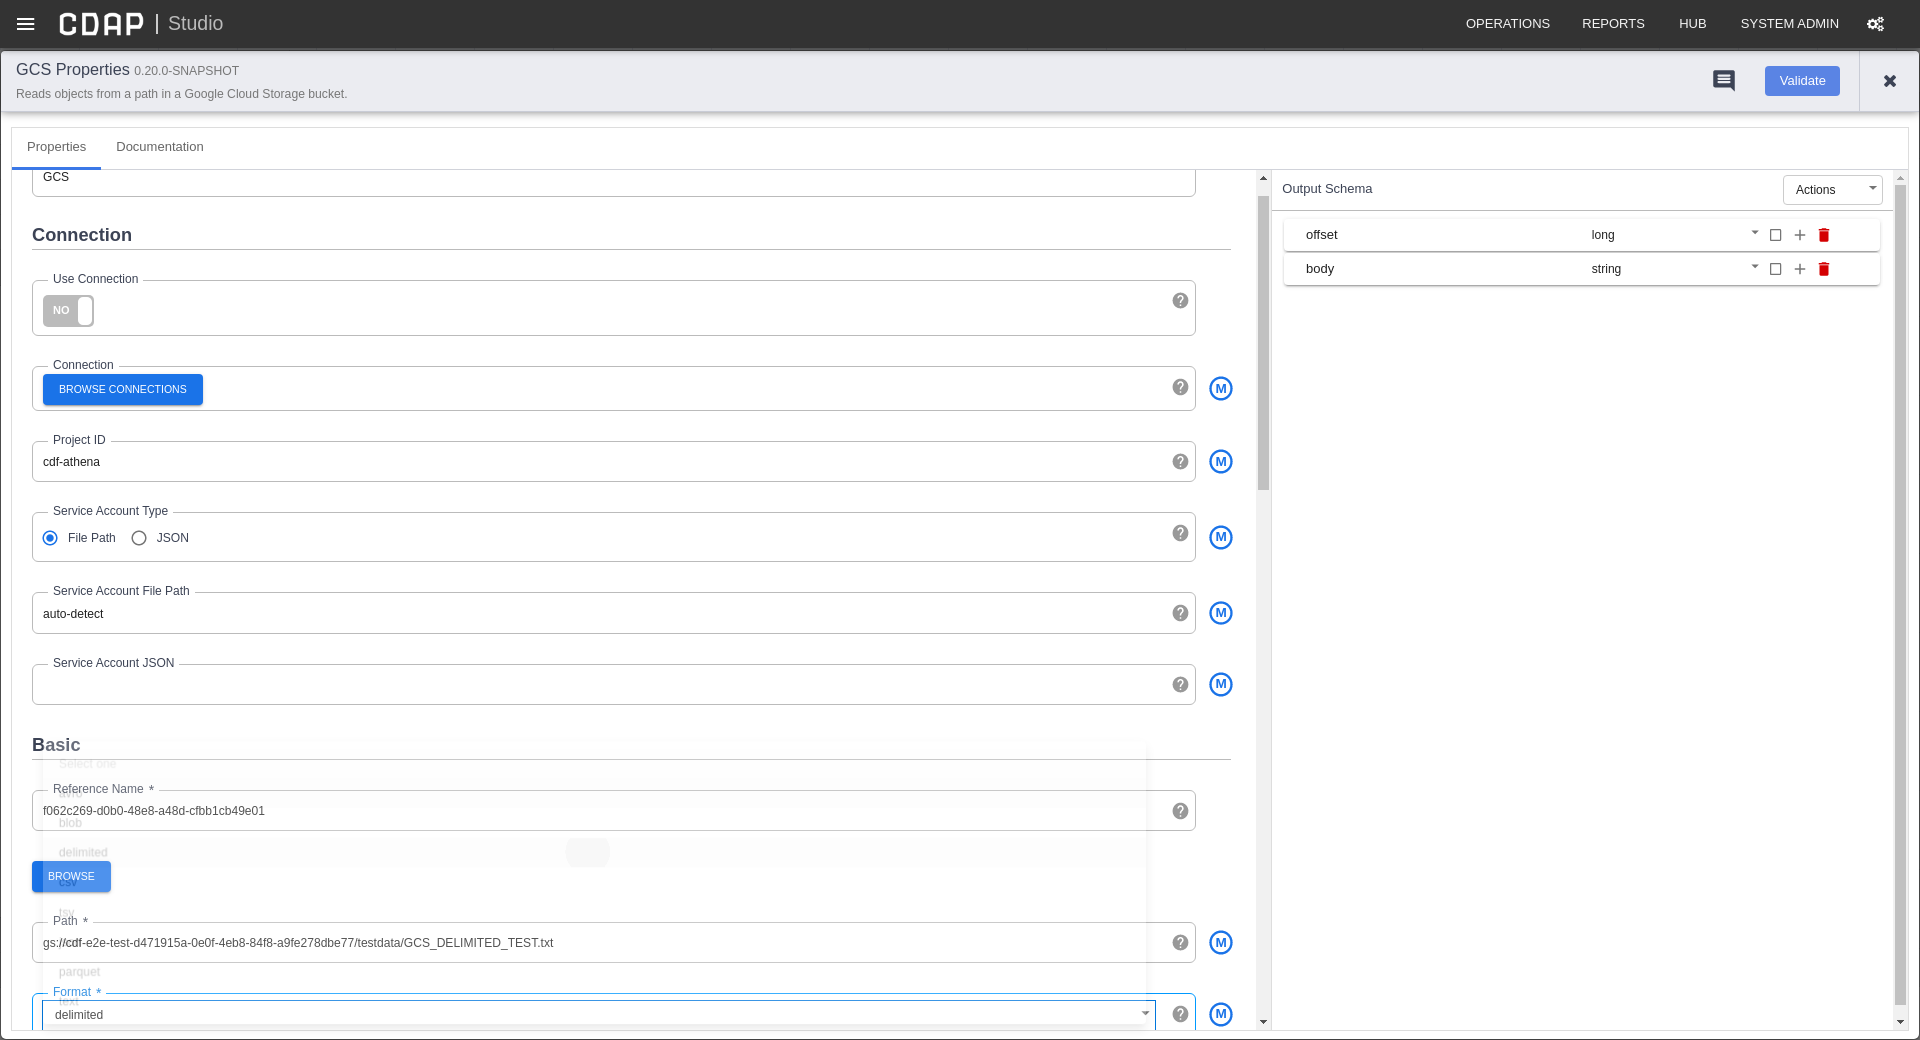 CDAP | Studio
OPERATIONS REPORTS HUB SYSTEM ADMIN
GCS Properties 0.20.0-SNAPSHOT
Reads objects from a path in a Google Cloud Storage bucket.
Validate
Properties Documentation
GCS
Output Schema
Actions
Connection
offset long
body string
Use Connection
NO
Connection
BROWSE CONNECTIONS
M
Project ID
cdf-athena
M
Service Account Type
File Path JSON
M
Service Account File Path
auto-detect
M
Service Account JSON
M
Basic
Select one
Reference Name *
avro
f062c269-d0b0-48e8-a48d-cfbb1cb49e01
blob
delimited
BROWSE
csv
tsv
Path *
gs://cdf-e2e-test-d471915a-0e0f-4eb8-84f8-a9fe278dbe77/testdata/GCS_DELIMITED_TEST.txt
M
parquet
Format *
text
delimited
M